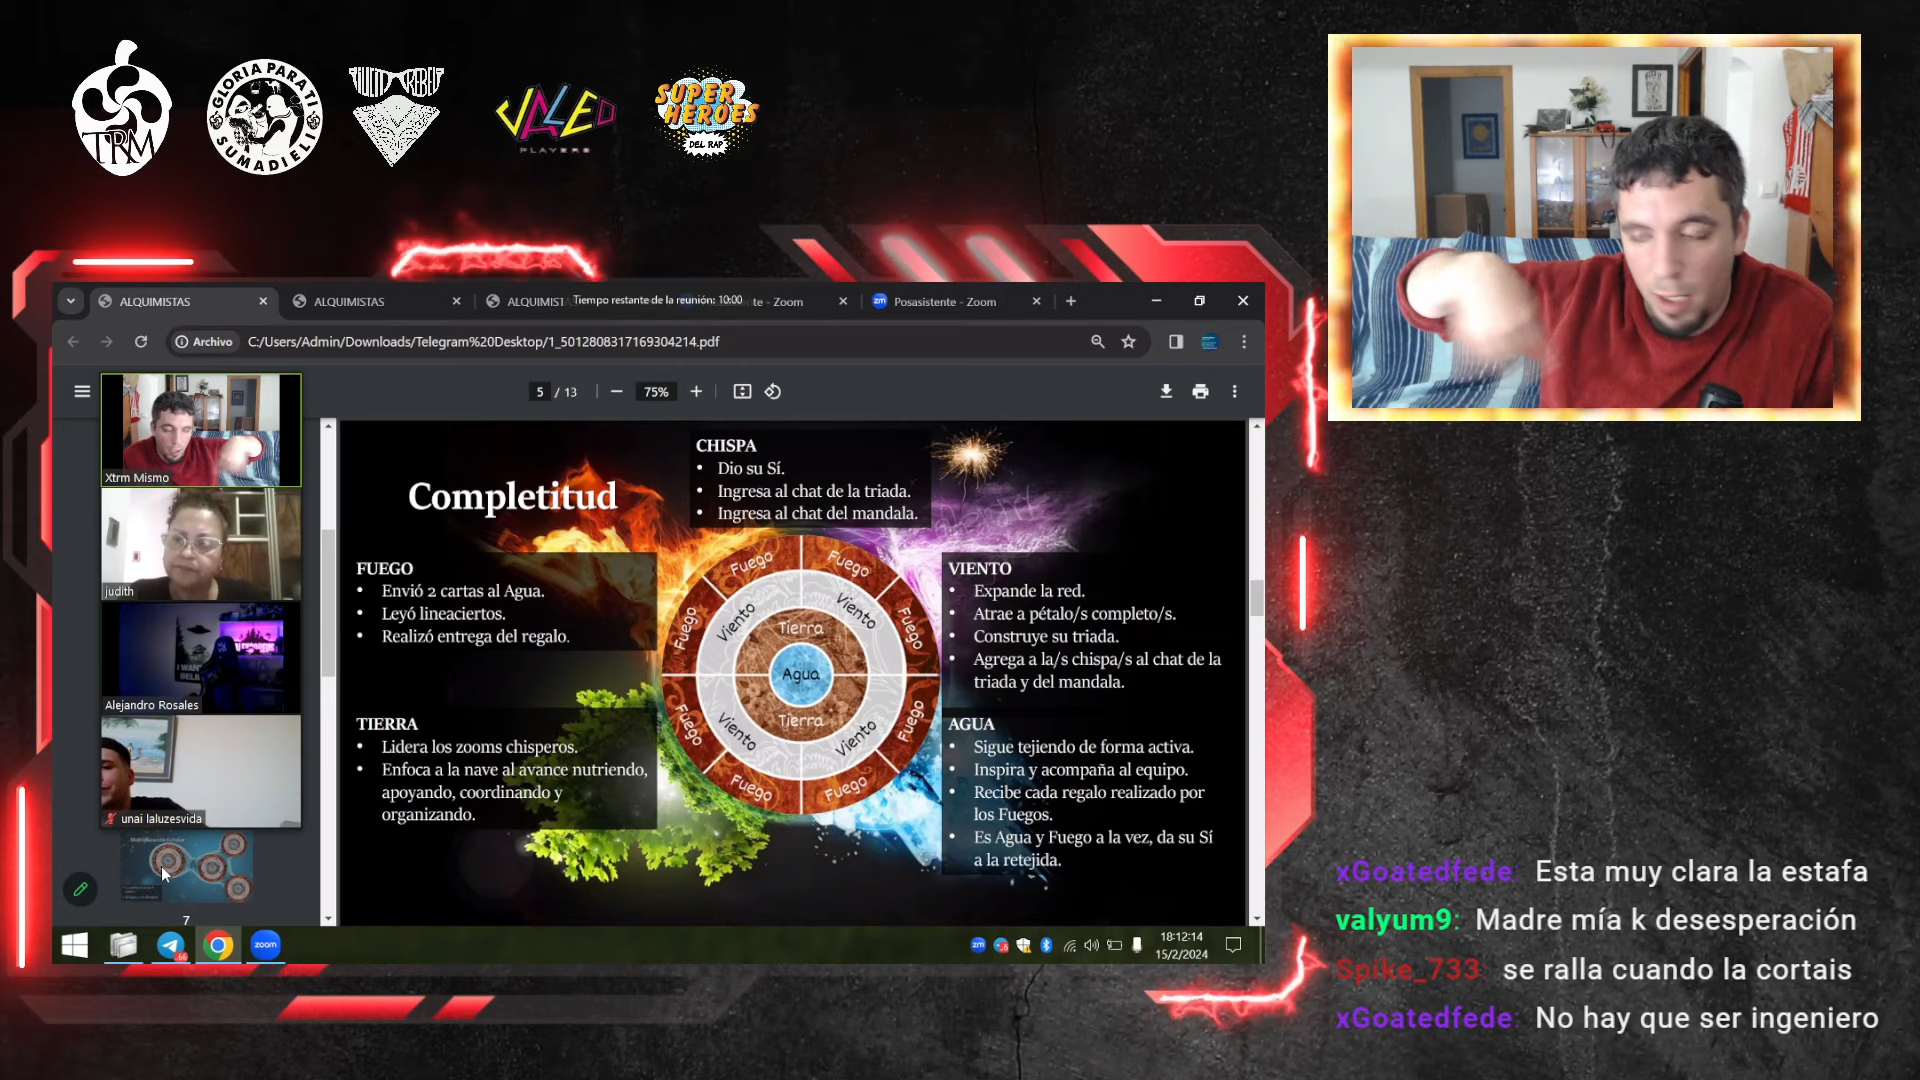 TRM
GLORIA PARATI
SUMADIELI
VALED
PLAYERS
SUPER
HEROES
DEL RAP
ALQUIMISTAS
ALQUIMISTAS
ALQUIMIST
Tiempo restante de la reunión: 10:00
te - Zoom
zm
Posasistente - Zoom
Archivo
C:/Users/Admin/Downloads/Telegram%20Desktop/1_5012808317169304214.pdf
5 / 13
75%
Xtrm Mismo
judith
I WANT
Alejandro Rosales
unai laluzesvida
7
Completitud
CHISPA
• Dio su Sí.
• Ingresa al chat de la triada.
• Ingresa al chat del mandala.
FUEGO
• Envió 2 cartas al Agua.
• Leyó lineaciertos.
• Realizó entrega del regalo.
TIERRA
• Lidera los zooms chisperos.
• Enfoca a la nave al avance nutriendo,
apoyando, coordinando y
organizando.
Fuego
Fuego
Fuego
Fuego
Fuego
Fuego
Fuego
Fuego
Viento
Viento
Viento
Viento
Tierra
Agua
Tierra
VIENTO
• Expande la red.
• Atrae a pétalo/s completo/s.
• Construye su triada.
• Agrega a la/s chispa/s al chat de la
triada y del mandala.
AGUA
• Sigue tejiendo de forma activa.
• Inspira y acompaña al equipo.
• Recibe cada regalo realizado por
los Fuegos.
• Es Agua y Fuego a la vez, da su Sí
a la retejida.
zoom
zm
18:12:14
15/2/2024
xGoatedfede: Esta muy clara la estafa
valyum9: Madre mía k desesperación
Spike_733 se ralla cuando la cortais
xGoatedfede: No hay que ser ingeniero